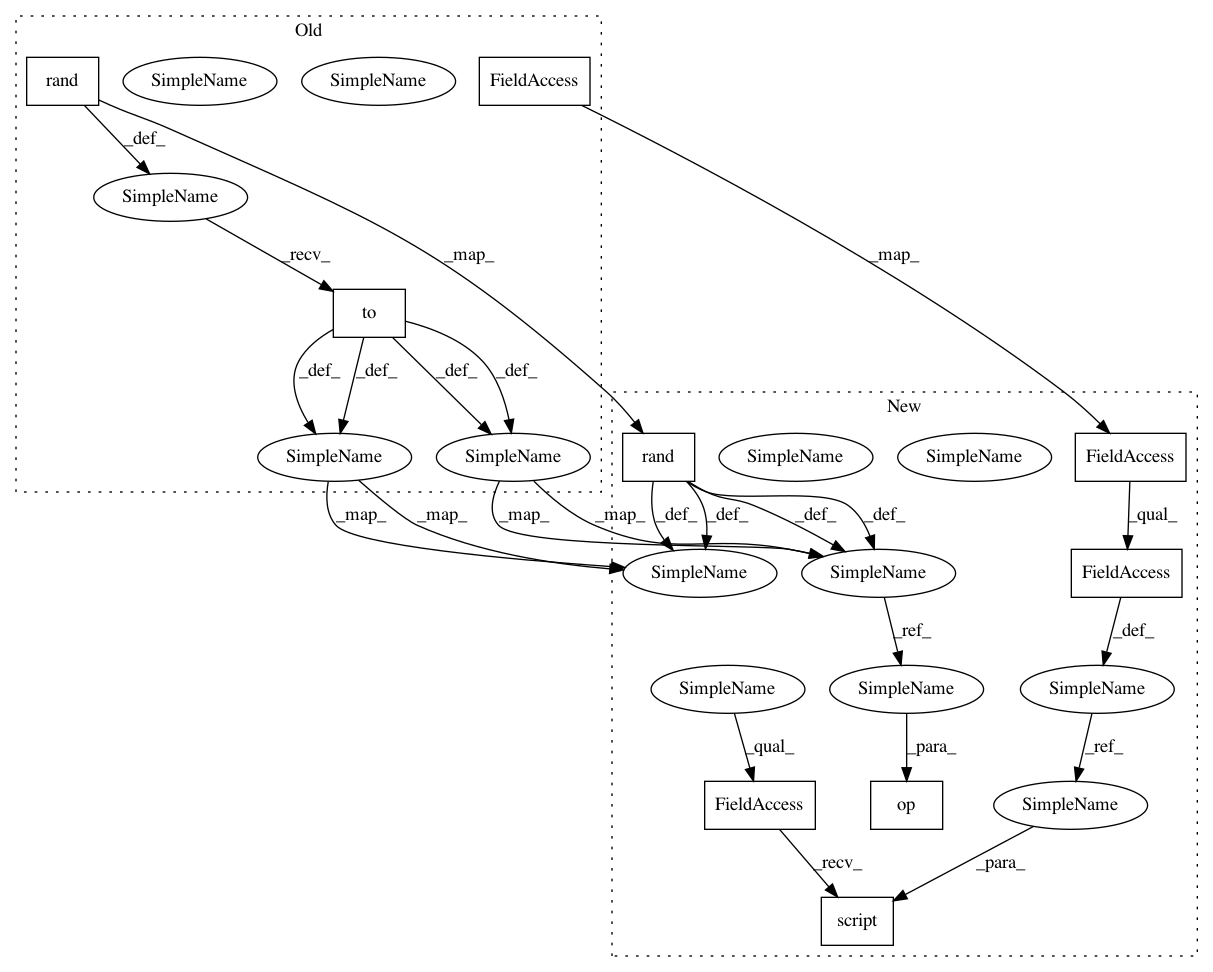 Old
rand
SimpleName
SimpleName
FieldAccess
_def_
SimpleName
_recv_
_map_
_map_
to
_def_
_def_
_def_
_def_
New
SimpleName
SimpleName
rand
SimpleName
SimpleName
FieldAccess
_map_
_map_
_map_
_map_
_def_
_def_
_def_
_def_
_qual_
SimpleName
SimpleName
FieldAccess
_ref_
_def_
SimpleName
SimpleName
SimpleName
_qual_
_para_
_ref_
FieldAccess
op
SimpleName
_recv_
_para_
script